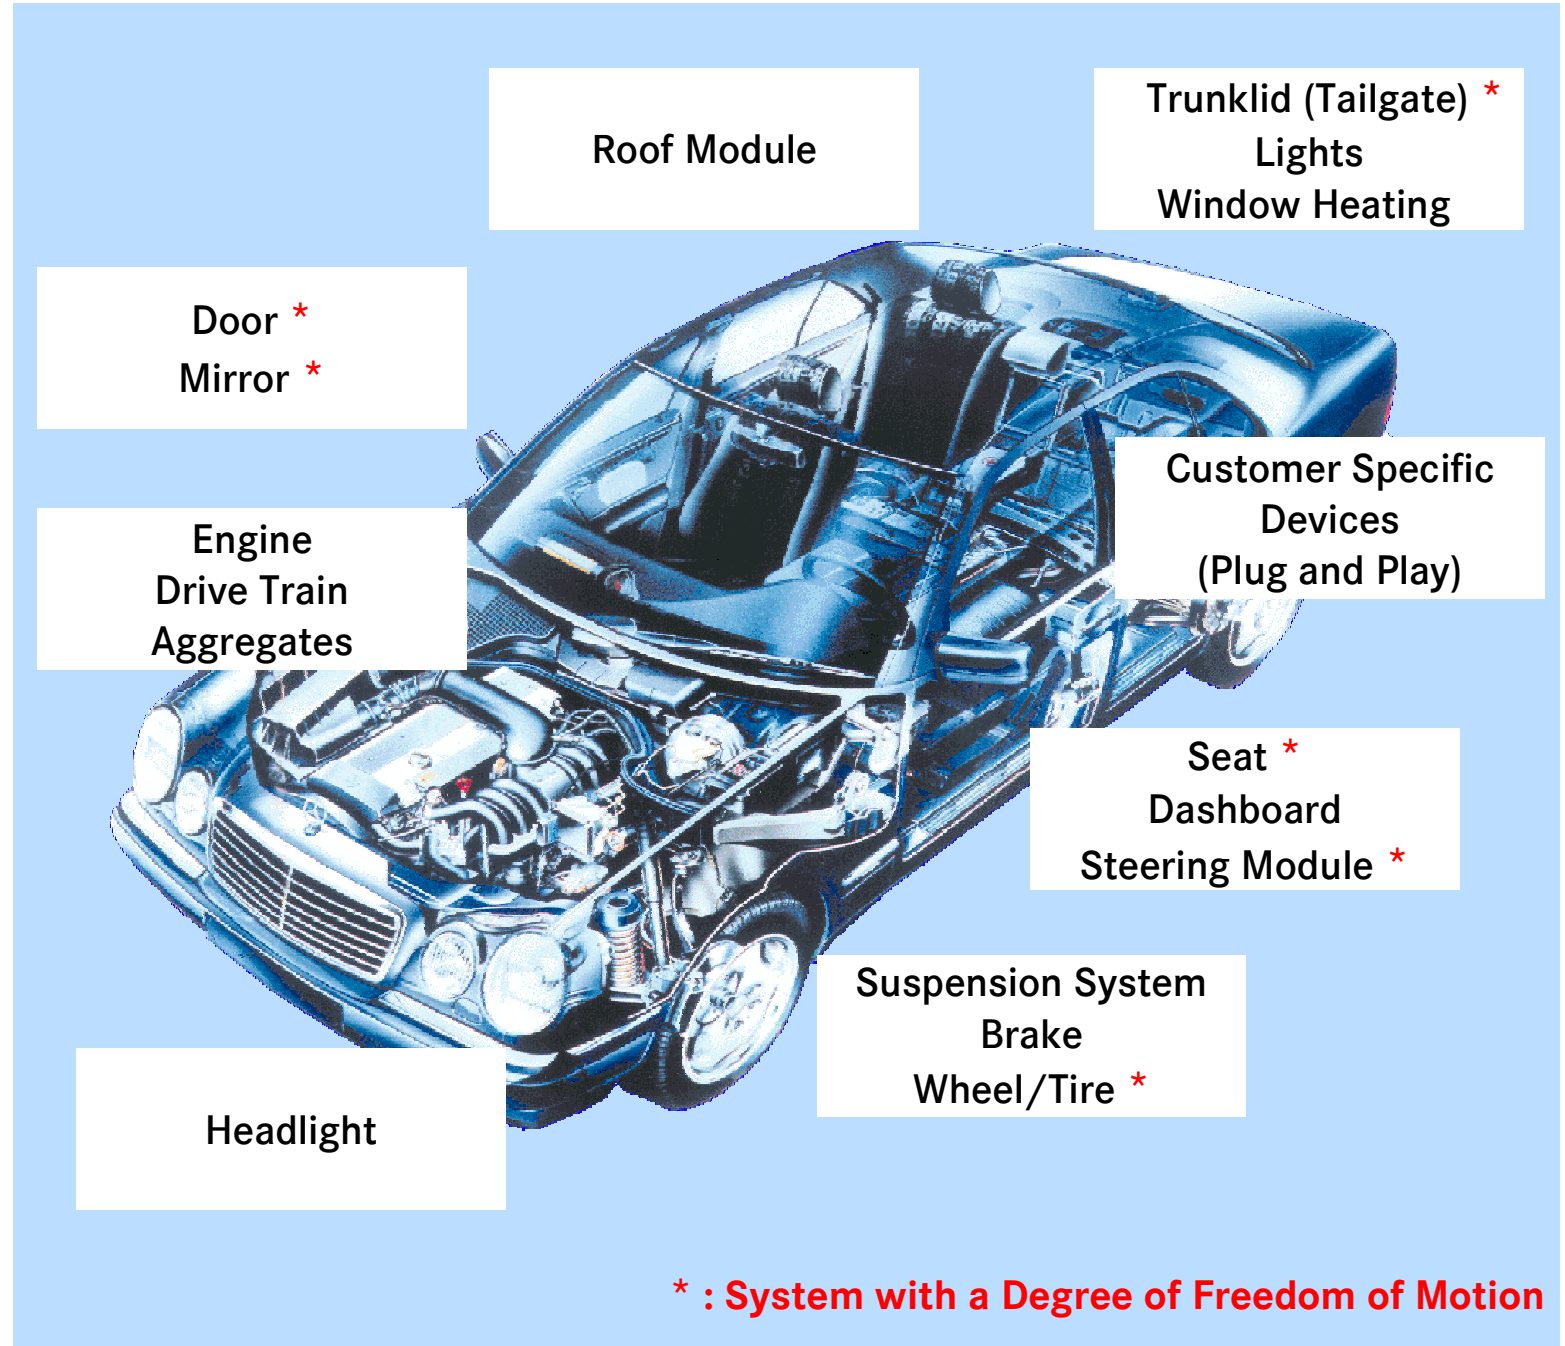 Roof Module
Trunklid (Tailgate) *
Lights
Window Heating
Door *
Mirror *
Customer Specific
Devices
(Plug and Play)
Engine
Drive Train
Aggregates
Seat *
Dashboard
Steering Module *
Suspension System
Brake
Wheel/Tire *
Headlight
* : System with a Degree of Freedom of Motion